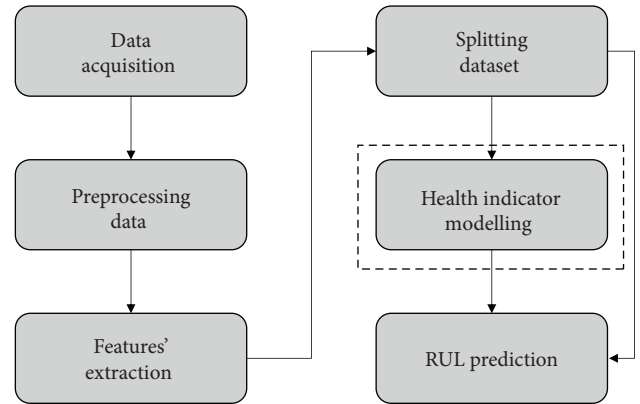 Data
acquisition
Preprocessing
data
Features’
extraction
Splitting
dataset
Health indicator
modelling
RUL prediction